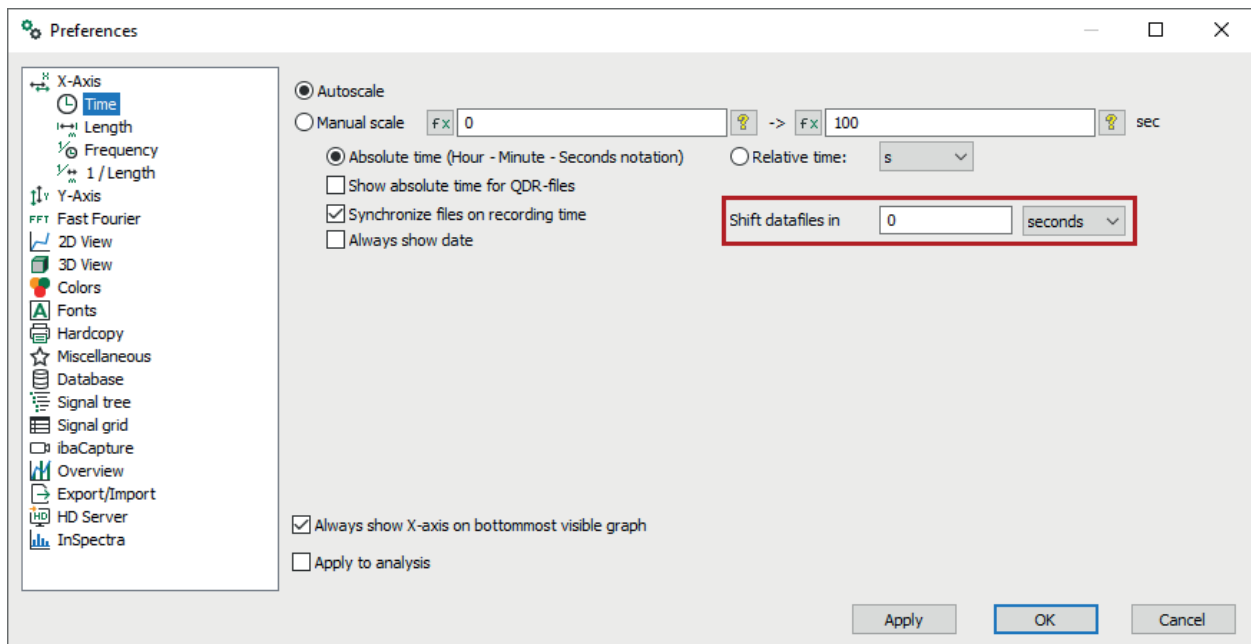 Preferences
X-Axis
Time
Length
Frequency
1 / Length
Y-Axis
FFT Fast Fourier
2D View
3D View
Colors
A Fonts
Hardcopy
Miscellaneous
Database
Signal tree
Signal grid
ibaCapture
Overview
Export/Import
HD HD Server
InSpectra
Autoscale
Manual scale fx 0 ? -> fx 100 ? sec
Absolute time (Hour - Minute - Seconds notation) Relative time: s
Show absolute time for QDR-files
Synchronize files on recording time Shift datafiles in 0 seconds
Always show date
Always show X-axis on bottommost visible graph
Apply to analysis
Apply OK Cancel